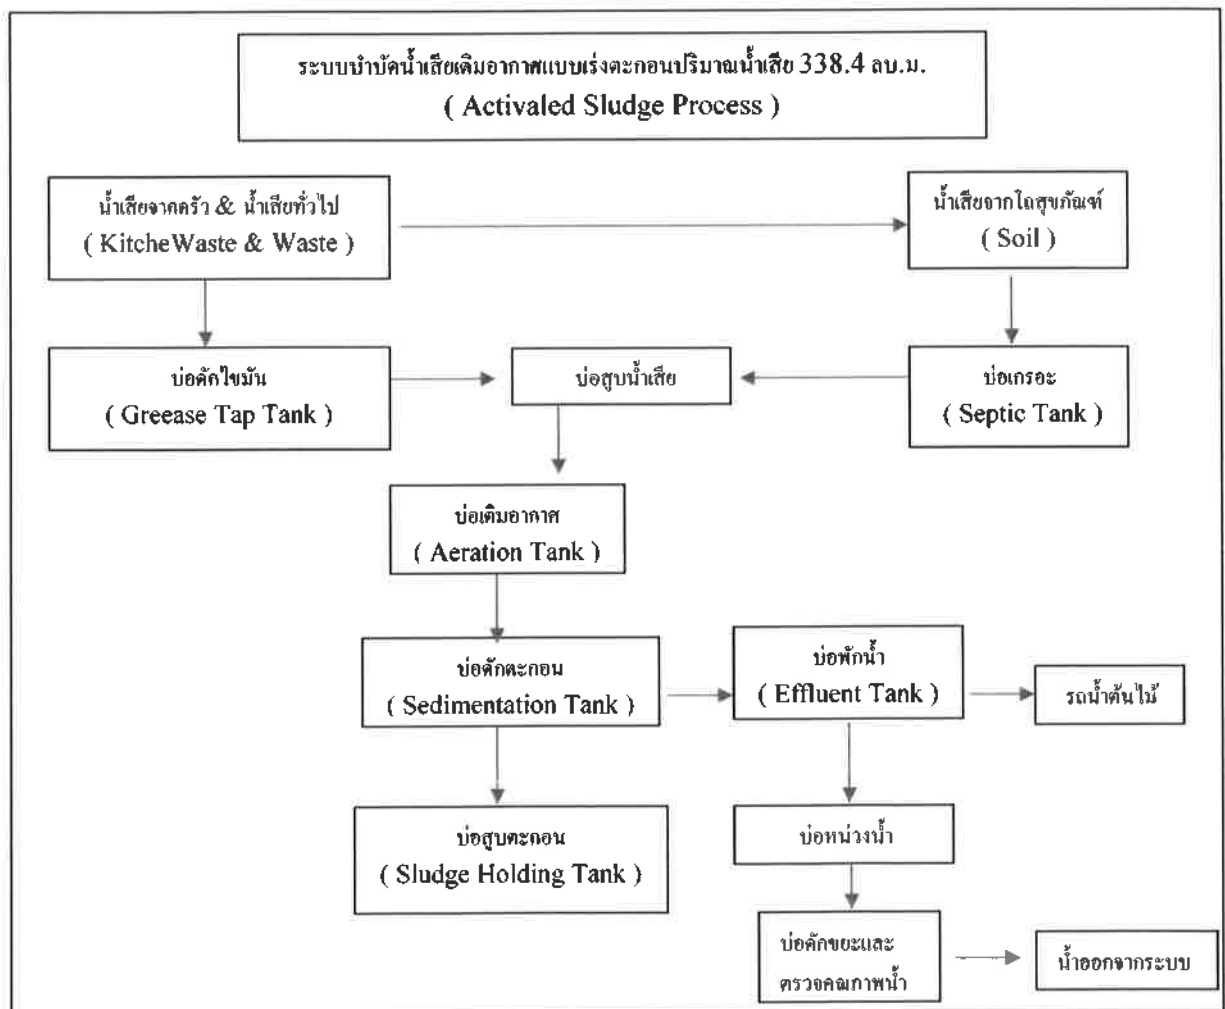 ระบบบำบัดน้ำเสียเติมอากาศแบบเร่งตะกอนปริมาณน้ำเสีย 338.4 ลบ.ม.
( Activaled Sludge Process )
น้ำเสียจากครัว & น้ำเสียทั่วไป
( KitcheWaste & Waste )
น้ำเสียจากโถสุขภัณฑ์
( Soil )
บ่อดักไขมัน
( Greease Tap Tank )
บ่อสูบน้ำเสีย
บ่อเกรอะ
( Septic Tank )
บ่อเติมอากาศ
( Aeration Tank )
บ่อดักตะกอน
( Sedimentation Tank )
บ่อพักน้ำ
( Effluent Tank )
รถน้ำต้นไม้
บ่อสูบตะกอน
( Sludge Holding Tank )
บ่อหน่วงน้ำ
บ่อดักขยะและ
ตรวจคณภาพน้ำ
น้ำออกจากระบบ